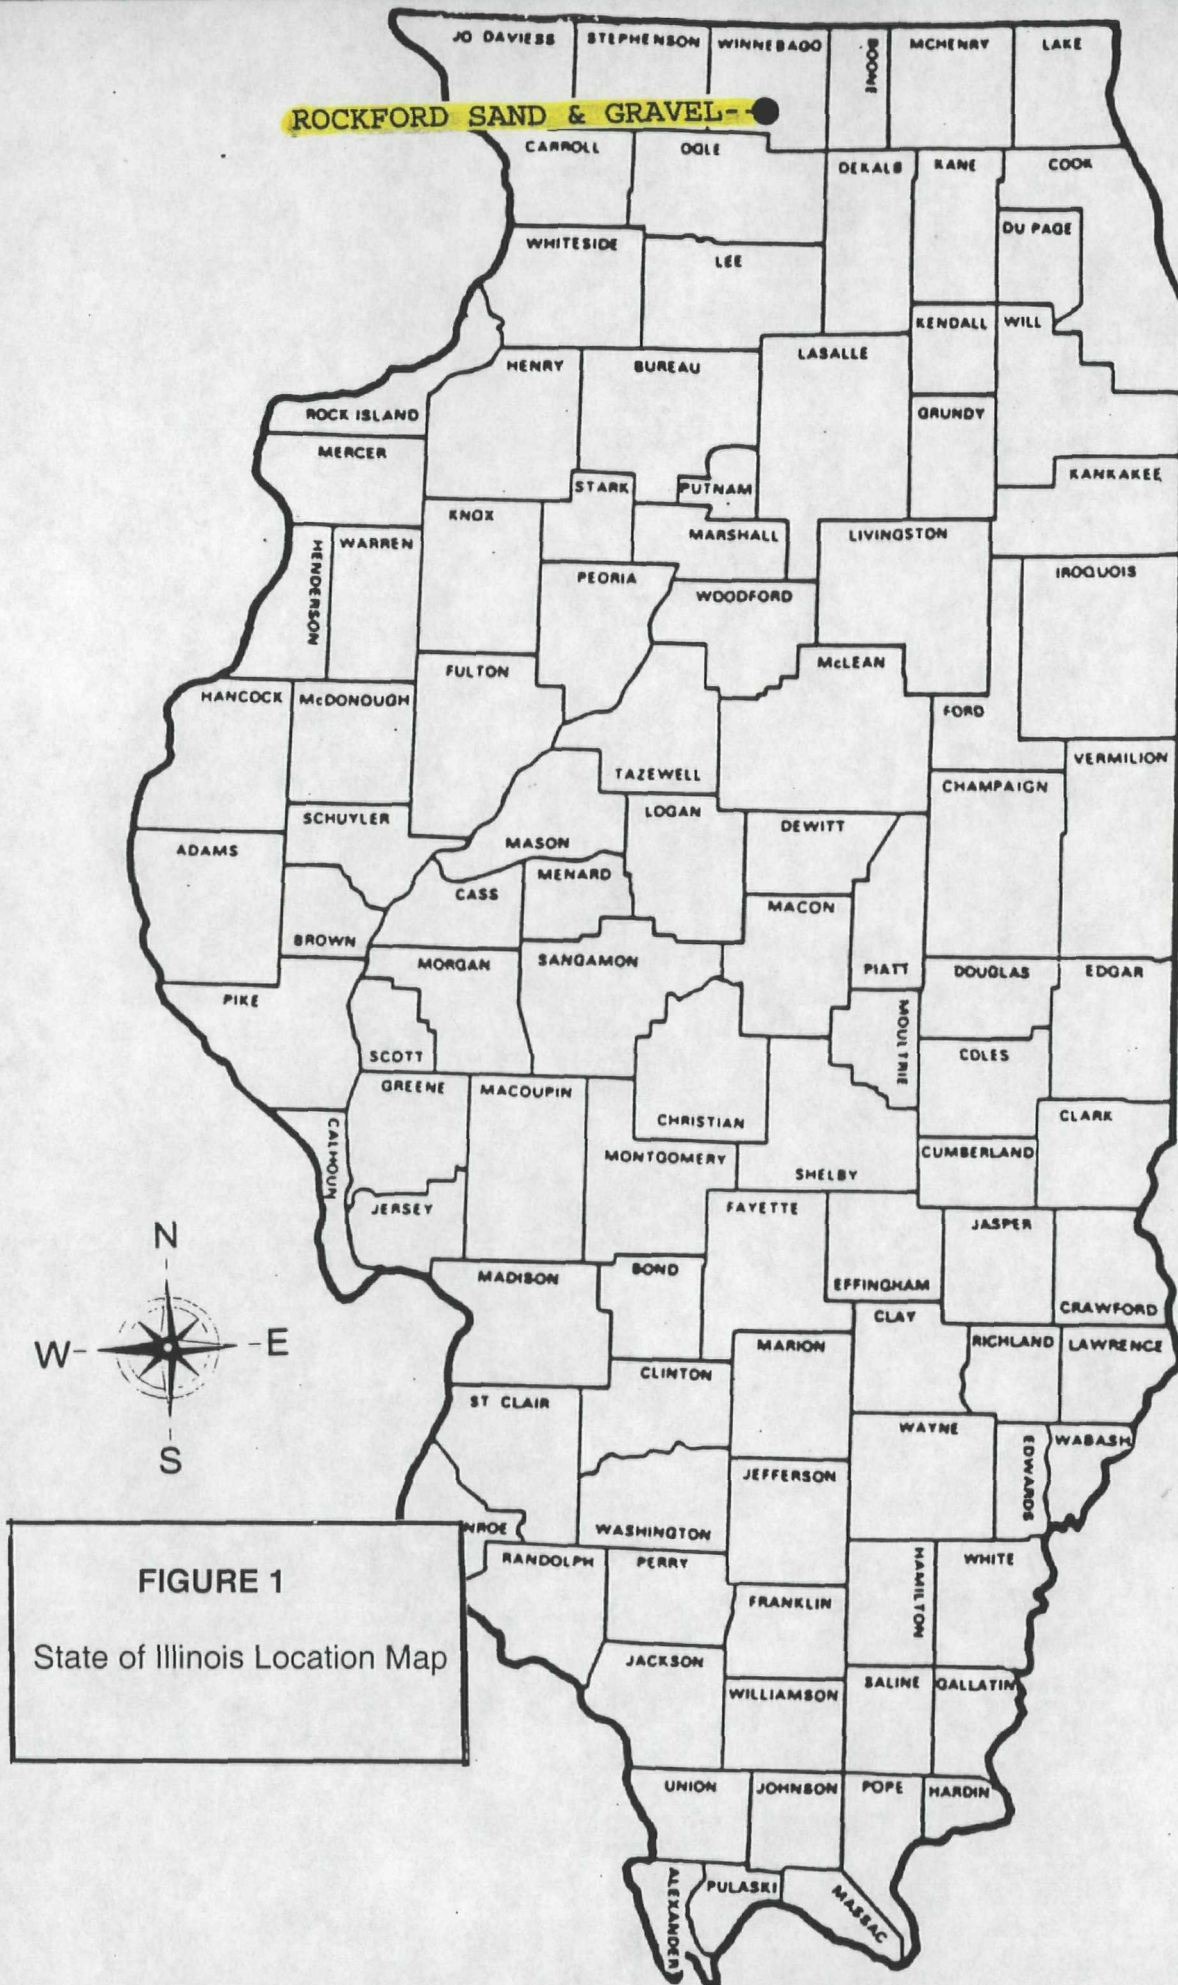 JO DAVIESS STEPHENSON WINNEBAGO BOONE MCHENRY LAKE
ROCKFORD SAND & GRAVEL--
CARROLL OGLE DEKALB KANE COOK
DU PAGE
WHITESIDE LEE
KENDALL WILL
HENRY BUREAU LASALLE
ROCK ISLAND GRUNDY
MERCER
KANKAKEE
STARK PUTNAM
KNOX
HENDERSON WARREN MARSHALL LIVINGSTON
PEORIA WOODFORD IROQUOIS
FULTON McLEAN
HANCOCK McDONOUGH FORD
TAZEWELL VERMILION
CHAMPAIGN
SCHUYLER LOGAN DEWITT
ADAMS MASON
CASS MENARD
MACON
BROWN
MORGAN SANGAMON PIATT DOUGLAS EDGAR
PIKE MOULTRIE
SCOTT COLES
GREENE MACOUPIN
CHRISTIAN CLARK
CALHOUN MONTGOMERY CUMBERLAND
SHELBY
JERSEY FAYETTE JASPER
N
MADISON BOND EFFINGHAM
CLAY CRAWFORD
W E
MARION RICHLAND LAWRENCE
CLINTON
ST CLAIR
WAYNE EDWARDS WABASH
S
JEFFERSON
NROE WASHINGTON
RANDOLPH PERRY HAMILTON WHITE
FIGURE 1
FRANKLIN
State of Illinois Location Map
JACKSON
WILLIAMSON SALINE GALLATIN
UNION JOHNSON POPE HARDIN
ALEXANDER PULASKI MASSAC